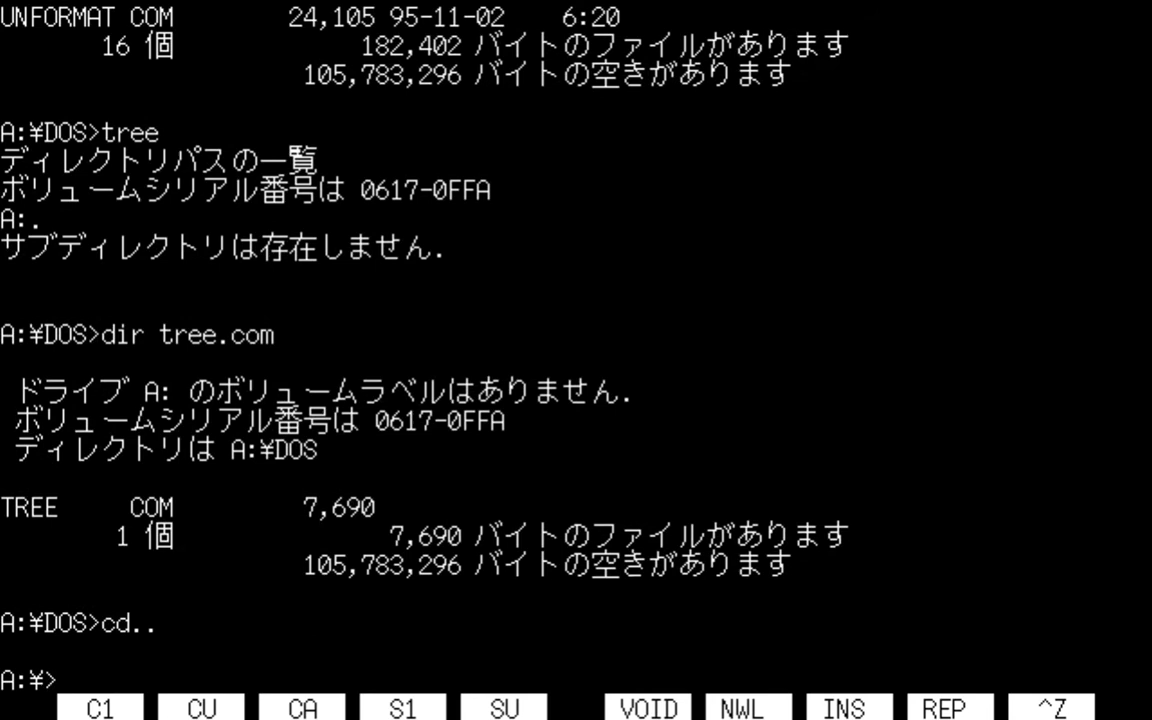 UNFORMAT COM 24,105 95-11-02 6:20
16 個 182,402 バイトのファイルがあります
105,783,296 バイトの空きがあります
A:¥DOS>tree
ディレクトリパスの一覧
ボリュームシリアル番号は 0617-0FFA
A:.
サブディレクトリは存在しません.
A:¥DOS>dir tree.com
ドライブ A: のボリュームラベルはありません.
ボリュームシリアル番号は 0617-0FFA
ディレクトリは A:¥DOS
TREE COM 7,690
1 個 7,690 バイトのファイルがあります
105,783,296 バイトの空きがあります
A:¥DOS>cd..
A:¥>
C1 CU CA S1 SU VOID NWL INS REP ^Z